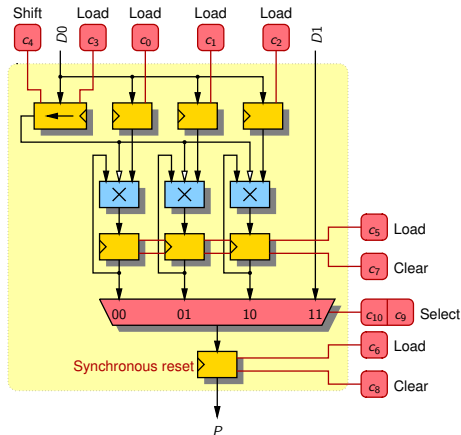 Shift Load Load Load Load
c4 D0 c3 c0 c1 c2 D1
c5 Load
c7 Clear
00 01 10 11
c10 c9 Select
c6 Load
Synchronous reset
c8 Clear
P